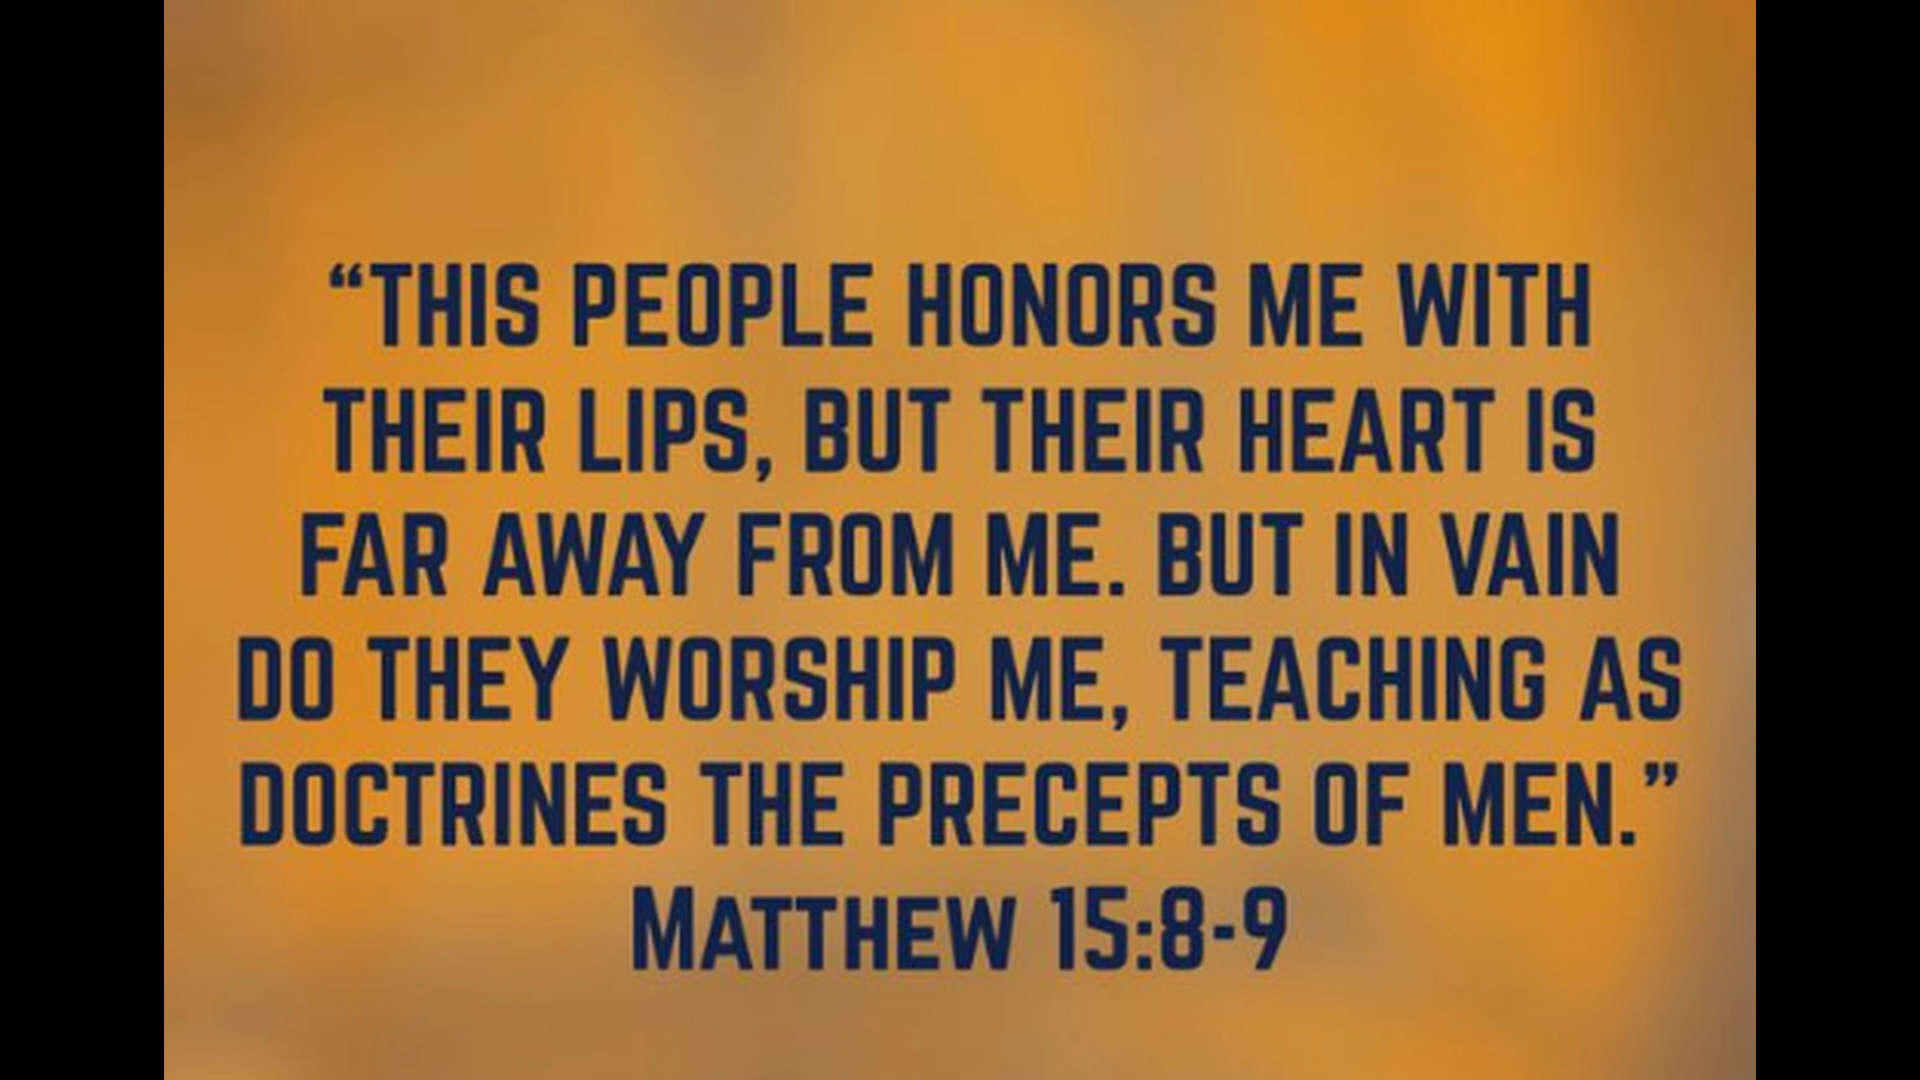 “THIS PEOPLE HONORS ME WITH
THEIR LIPS, BUT THEIR HEART IS
FAR AWAY FROM ME. BUT IN VAIN
DO THEY WORSHIP ME, TEACHING AS
DOCTRINES THE PRECEPTS OF MEN.”
MATTHEW 15:8-9